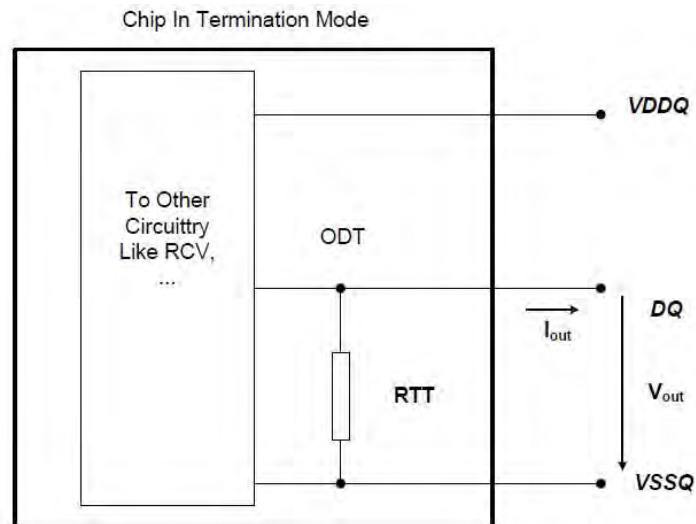 Chip In Termination Mode
VDDQ
To Other
Circuittry
Like RCV,
...
ODT
DQ
Iout
RTT
Vout
VSSQ